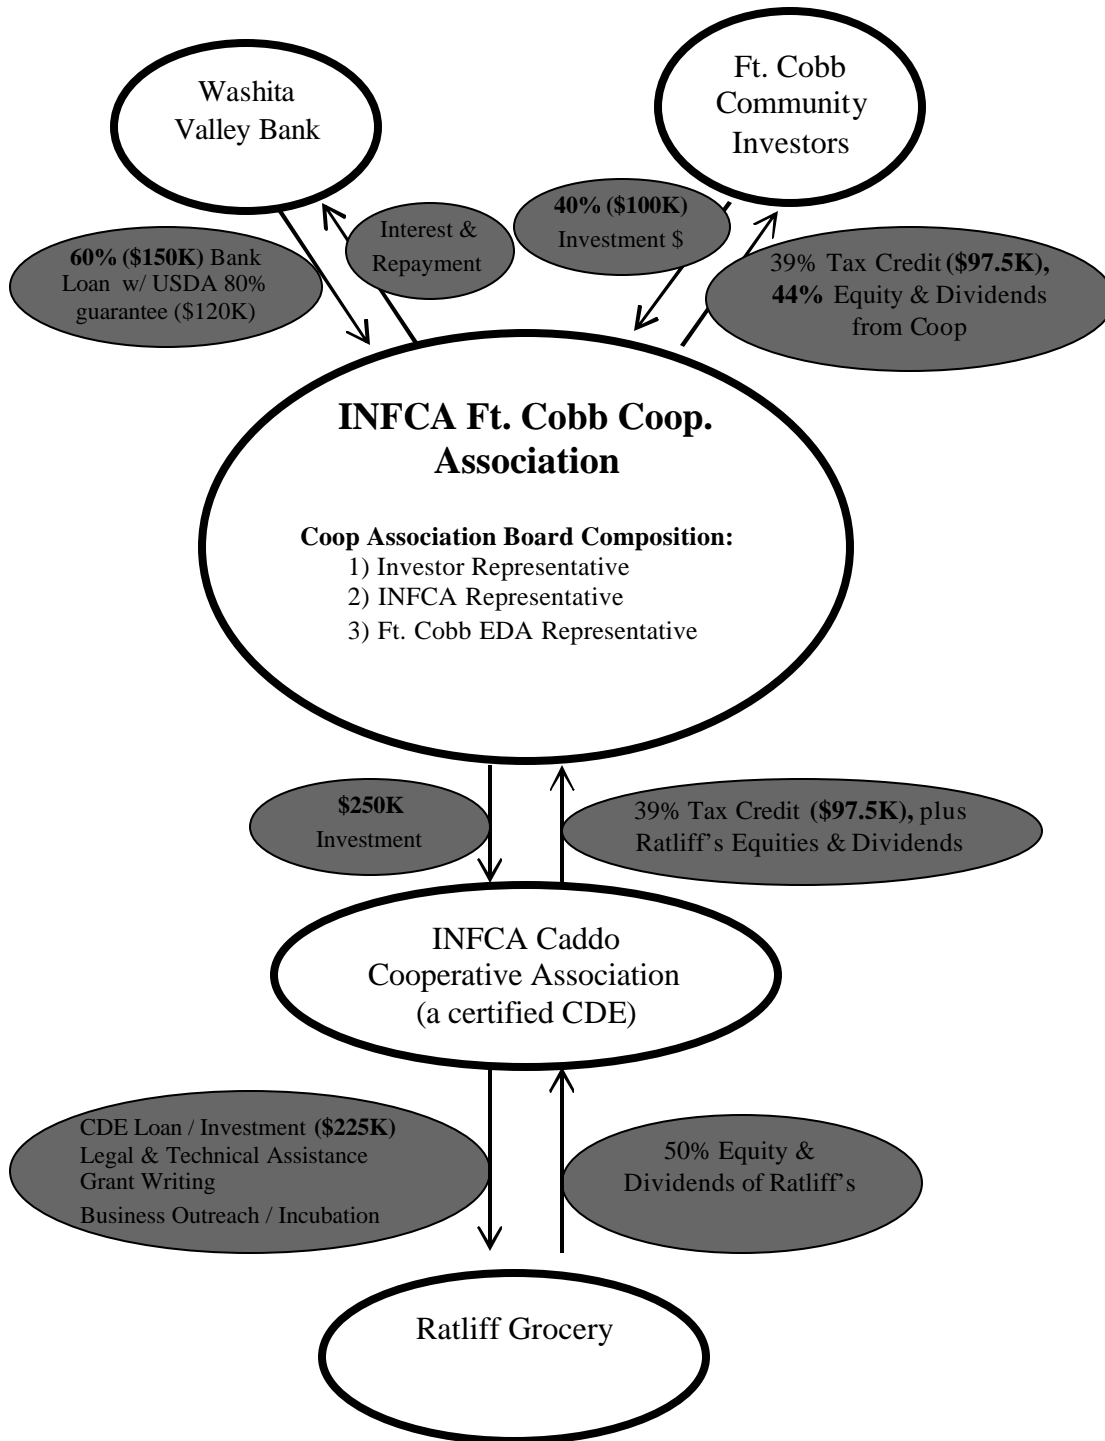 Washita
Valley Bank
Ft. Cobb
Community
Investors
60% ($150K) Bank
Loan w/ USDA 80%
guarantee ($120K)
Interest &
Repayment
40% ($100K)
Investment $
39% Tax Credit ($97.5K),
44% Equity & Dividends
from Coop
INFCA Ft. Cobb Coop.
Association
Coop Association Board Composition:
1) Investor Representative
2) INFCA Representative
3) Ft. Cobb EDA Representative
$250K
Investment
39% Tax Credit ($97.5K), plus
Ratliff’s Equities & Dividends
INFCA Caddo
Cooperative Association
(a certified CDE)
CDE Loan / Investment ($225K)
Legal & Technical Assistance
Grant Writing
Business Outreach / Incubation
50% Equity &
Dividends of Ratliff’s
Ratliff Grocery